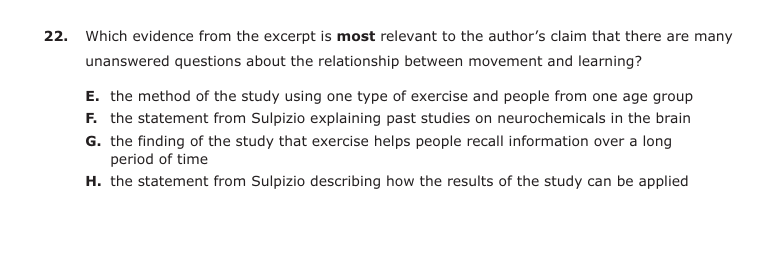 22. Which evidence from the excerpt is most relevant to the author’s claim that there are many
unanswered questions about the relationship between movement and learning?
E. the method of the study using one type of exercise and people from one age group
F. the statement from Sulpizio explaining past studies on neurochemicals in the brain
G. the finding of the study that exercise helps people recall information over a long
period of time
H. the statement from Sulpizio describing how the results of the study can be applied